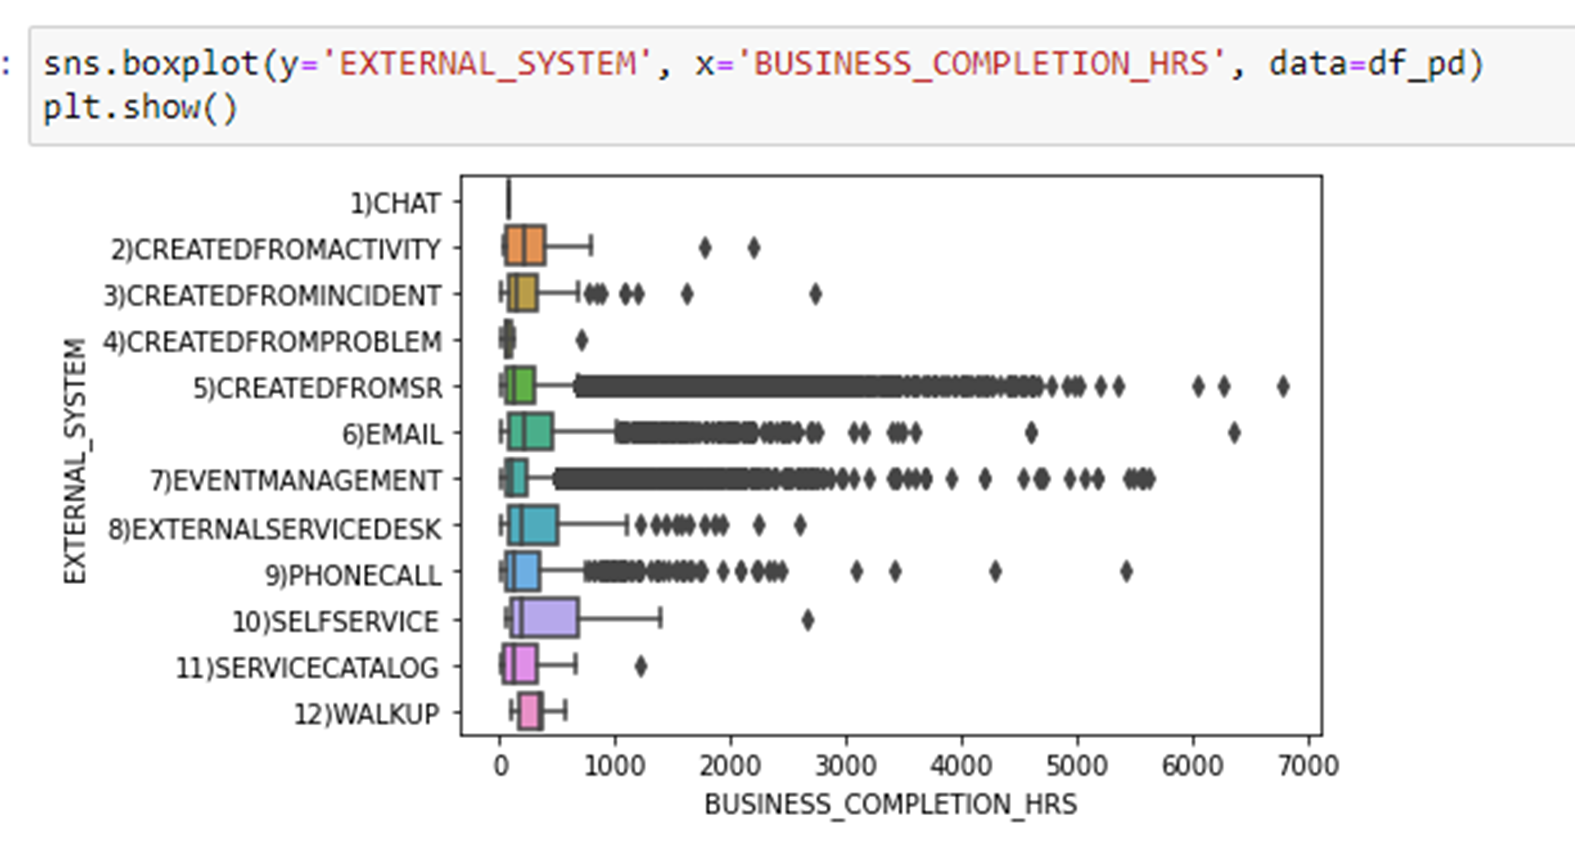 : sns.boxplot(y='EXTERNAL_SYSTEM', x='BUSINESS_COMPLETION_HRS', data=df_pd)
plt.show()
EXTERNAL_SYSTEM
1)CHAT
2)CREATEDFROMACTIVITY
3)CREATEDFROMINCIDENT
4)CREATEDFROMPROBLEM
5)CREATEDFROMSR
6)EMAIL
7)EVENTMANAGEMENT
8)EXTERNALSERVICEDESK
9)PHONECALL
10)SELFSERVICE
11)SERVICECATALOG
12)WALKUP
0 1000 2000 3000 4000 5000 6000 7000
BUSINESS_COMPLETION_HRS